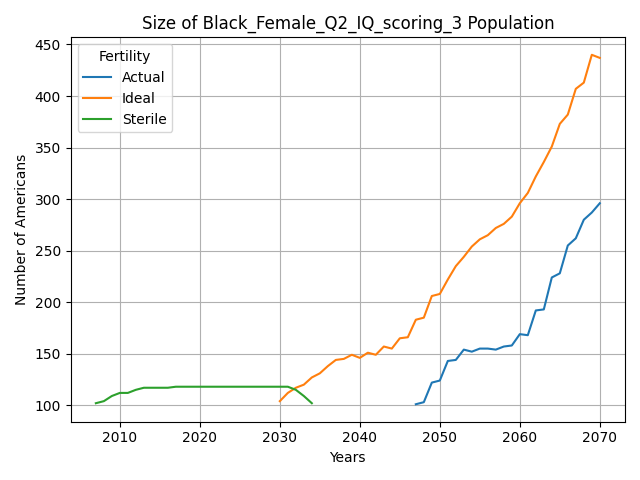 Size of Black_Female_Q2_IQ_scoring_3 Population
Fertility
Actual
Ideal
Sterile
Number of Americans
450
400
350
300
250
200
150
100
2010 2020 2030 2040 2050 2060 2070
Years